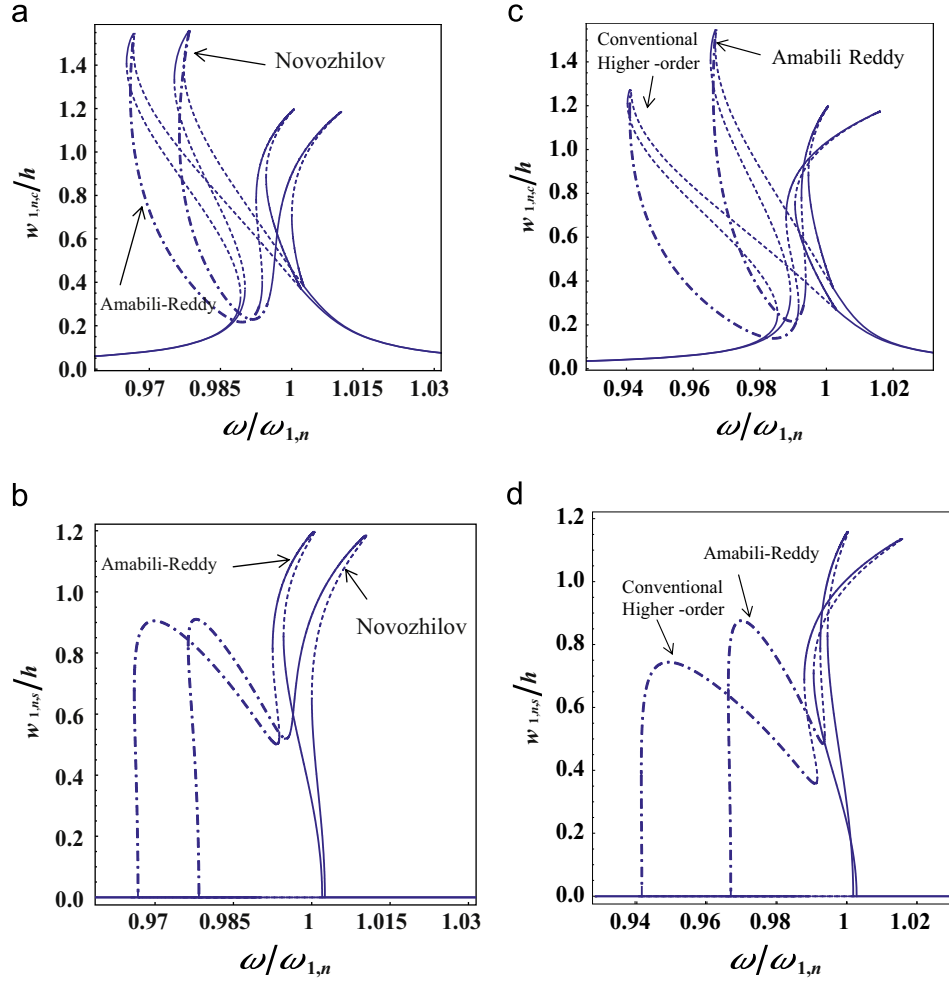 a
w 1,n,c/h
1.4
1.2
1.0
0.8
0.6
0.4
0.2
0.0
Novozhilov
Amabili-Reddy
0.97
0.985
1
1.015
1.03
ω/ω1,n
c
w 1,n,c/h
1.4
1.2
1.0
0.8
0.6
0.4
0.2
0.0
Conventional
Higher -order
Amabili Reddy
0.94
0.96
0.98
1
1.02
ω/ω1,n
b
w 1,n,s/h
1.2
1.0
0.8
0.6
0.4
0.2
0.0
Amabili-Reddy
Novozhilov
0.97
0.985
1
1.015
1.03
ω/ω1,n
d
w 1,n,s/h
1.2
1.0
0.8
0.6
0.4
0.2
0.0
Amabili-Reddy
Conventional
Higher -order
0.94
0.96
0.98
1
1.02
ω/ω1,n